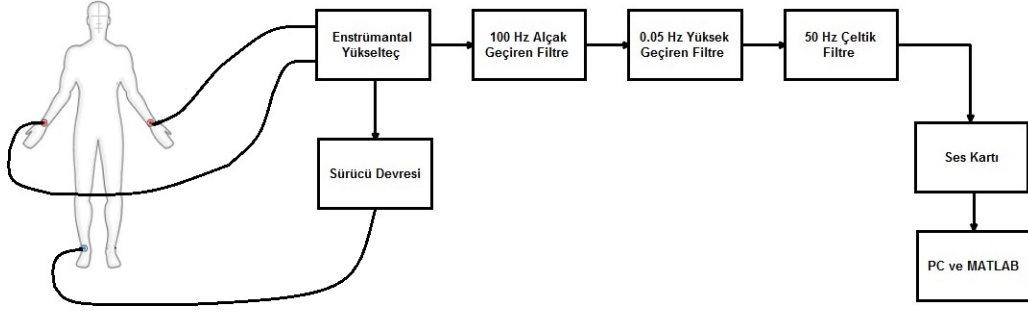 Enstrümantal
Yükselteç
100 Hz Alçak
Geçiren Filtre
0.05 Hz Yüksek
Geçiren Filtre
50 Hz Çeltik
Filtre
Sürücü Devresi
Ses Kartı
PC ve MATLAB